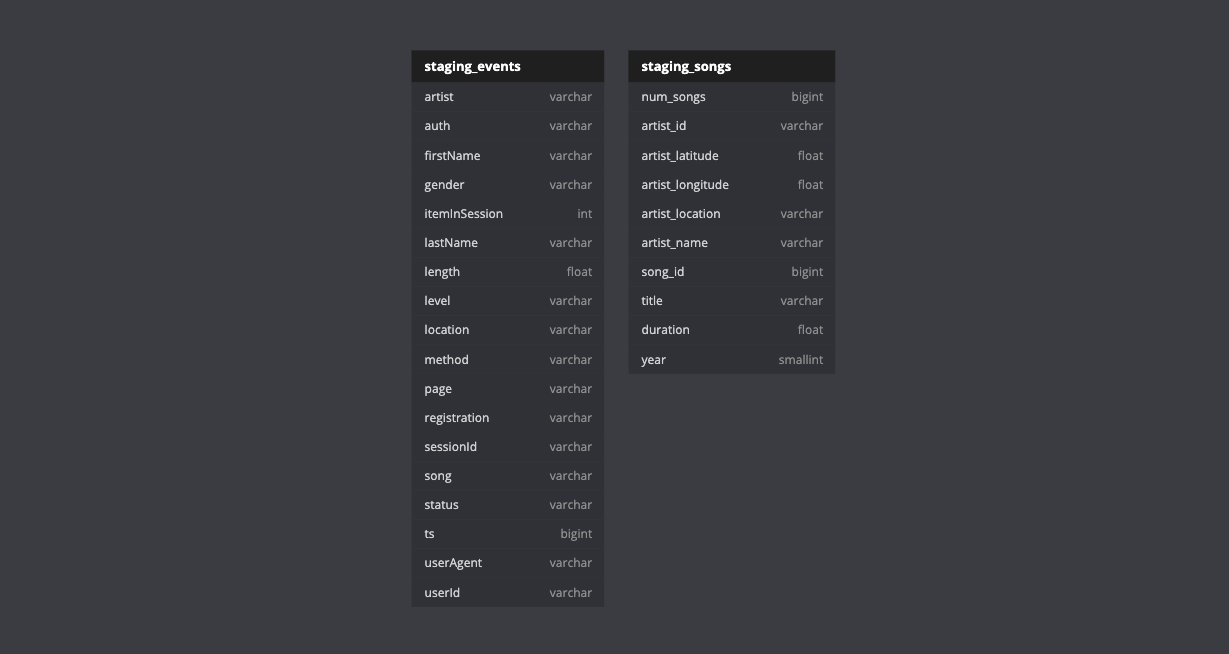 staging_events
artist varchar
auth varchar
firstName varchar
gender varchar
itemInSession int
lastName varchar
length float
level varchar
location varchar
method varchar
page varchar
registration varchar
sessionId varchar
song varchar
status varchar
ts bigint
userAgent varchar
userId varchar
staging_songs
num_songs bigint
artist_id varchar
artist_latitude float
artist_longitude float
artist_location varchar
artist_name varchar
song_id bigint
title varchar
duration float
year smallint